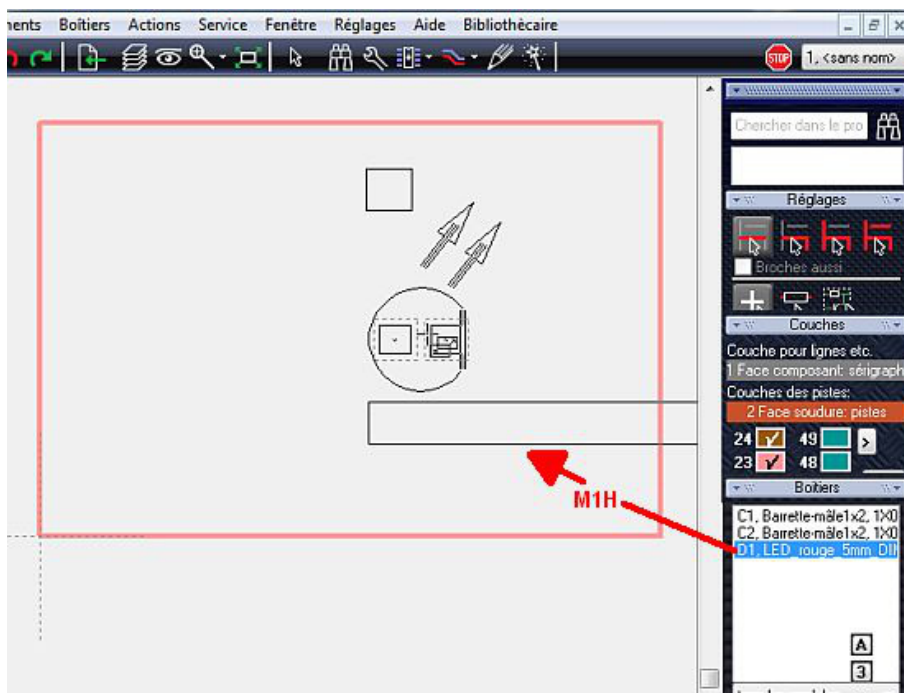 ments Boîtiers Actions Service Fenêtre Réglages Aide Bibliothécaire
STOP 1, <sans nom>
Chercher dans le pro
Réglages
Broches aussi
Couches
Couche pour lignes etc.
1 Face composant: sérigraph
Couches des pistes:
2 Face soudure: pistes
24 49 >
23 48
Boitiers
M1H
C1, Barrette-mâle1x2, 1X0
C2, Barrette-mâle1x2, 1X0
D1, LED_rouge_5mm_DII
A
3